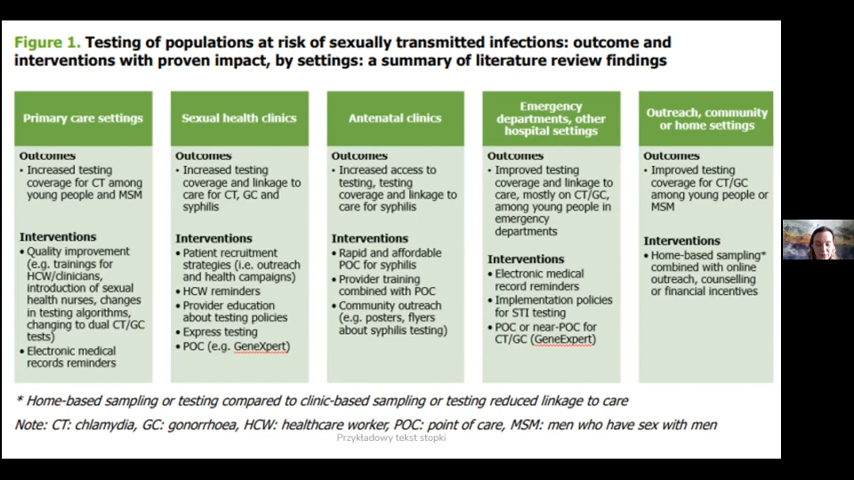 Figure 1. Testing of populations at risk of sexually transmitted infections: outcome and
interventions with proven impact, by settings: a summary of literature review findings
Primary care settings
Outcomes
• Increased testing
coverage for CT among
young people and MSM
Interventions
• Quality improvement
(e.g. trainings for
HCW/clinicians,
introduction of sexual
health nurses, changes
in testing algorithms,
changing to dual CT/GC
tests)
• Electronic medical
records reminders
Sexual health clinics
Outcomes
• Increased testing
coverage and linkage to
care for CT, GC and
syphilis
Interventions
• Patient recruitment
strategies (i.e. outreach
and health campaigns)
• HCW reminders
• Provider education
about testing policies
• Express testing
• POC (e.g. GeneXpert)
Antenatal clinics
Outcomes
• Increased access to
testing, testing
coverage and linkage to
care for syphilis
Interventions
• Rapid and affordable
POC for syphilis
• Provider training
combined with POC
• Community outreach
(e.g. posters, flyers
about syphilis testing)
Emergency
departments, other
hospital settings
Outcomes
• Improved testing
coverage and linkage to
care, mostly on CT/GC,
among young people in
emergency
departments
Interventions
• Electronic medical
record reminders
• Implementation policies
for STI testing
• POC or near-POC for
CT/GC (GeneExpert)
Outreach, community
or home settings
Outcomes
• Improved testing
coverage for CT/GC
among young people or
MSM
Interventions
• Home-based sampling*
combined with online
outreach, counselling
or financial incentives
* Home-based sampling or testing compared to clinic-based sampling or testing reduced linkage to care
Note: CT: chlamydia, GC: gonorrhoea, HCW: healthcare worker, POC: point of care, MSM: men who have sex with men
Przykładowy tekst stopki